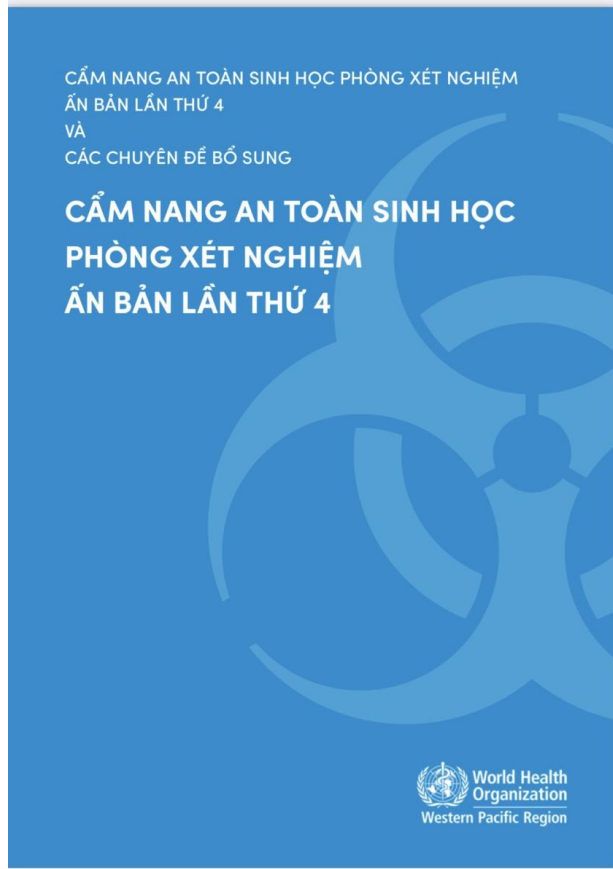 CẨM NANG AN TOÀN SINH HỌC PHÒNG XÉT NGHIỆM
ẤN BẢN LẦN THỨ 4
VÀ
CÁC CHUYÊN ĐỀ BỔ SUNG
CẨM NANG AN TOÀN SINH HỌC
PHÒNG XÉT NGHIỆM
ẤN BẢN LẦN THỨ 4
World Health
Organization
Western Pacific Region